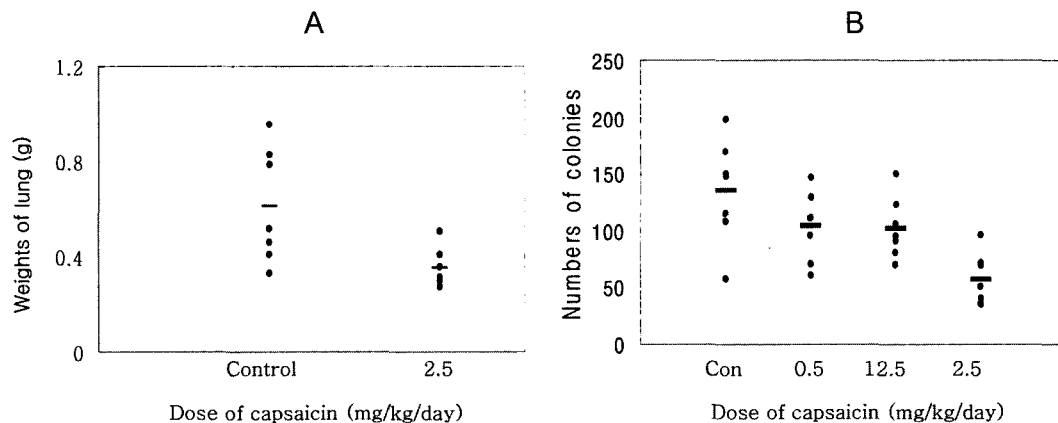 A
1.2
0.8
0.4
0
Weights of lung (g)
Control 2.5
Dose of capsaicin (mg/kg/day)
B
250
200
150
100
50
0
Numbers of colonies
Con 0.5 12.5 2.5
Dose of capsaicin (mg/kg/day)